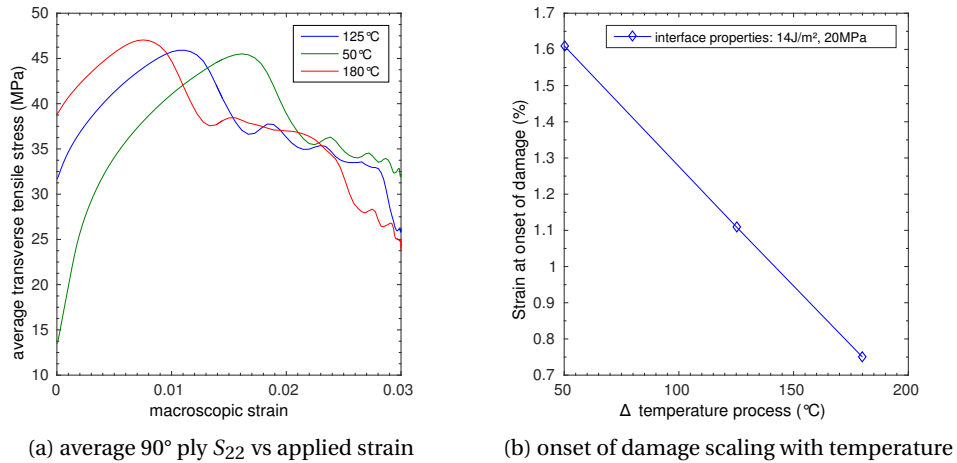 average transverse tensile stress (MPa)
50
45
40
35
30
25
20
15
10
0
0.01
0.02
0.03
macroscopic strain
125°C
50°C
180°C
(a) average 90° ply S22 vs applied strain
Strain at onset of damage (%)
1.7
1.6
1.5
1.4
1.3
1.2
1.1
1
0.9
0.8
0.7
50
100
150
200
Δ temperature process (°C)
interface properties: 14J/m², 20MPa
(b) onset of damage scaling with temperature